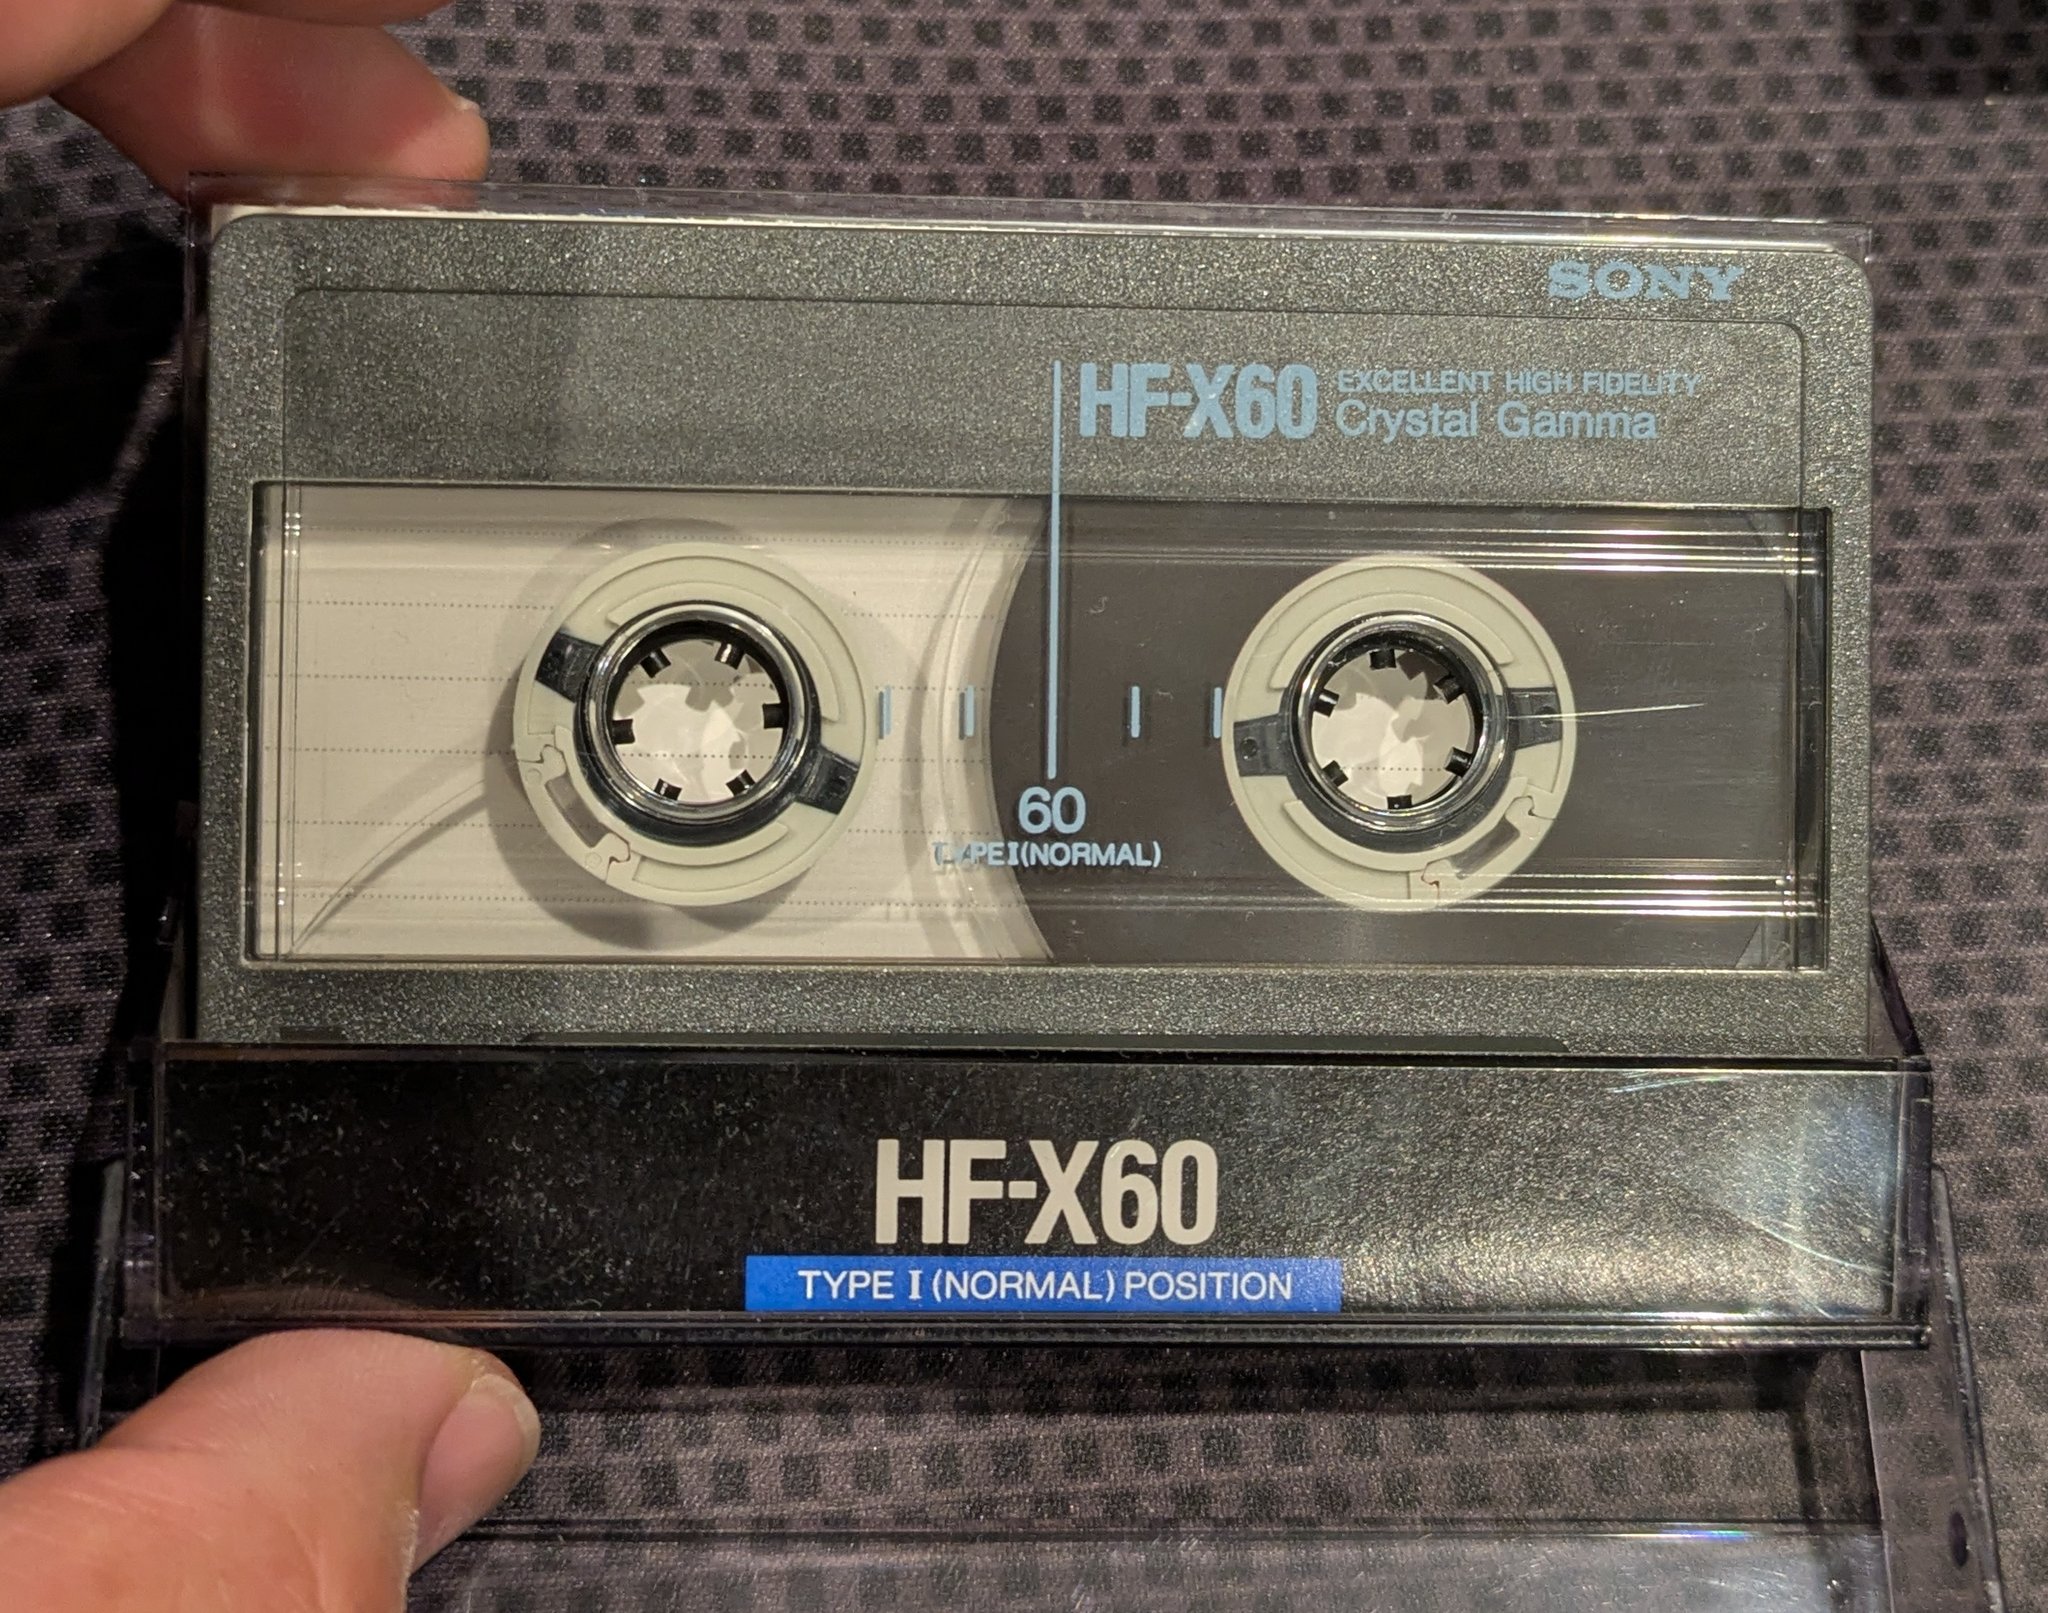 SONY
HF-X60 EXCELLENT HIGH FIDELITY
Crystal Gamma
60
TYPE I (NORMAL)
HF-X60
TYPE I (NORMAL) POSITION